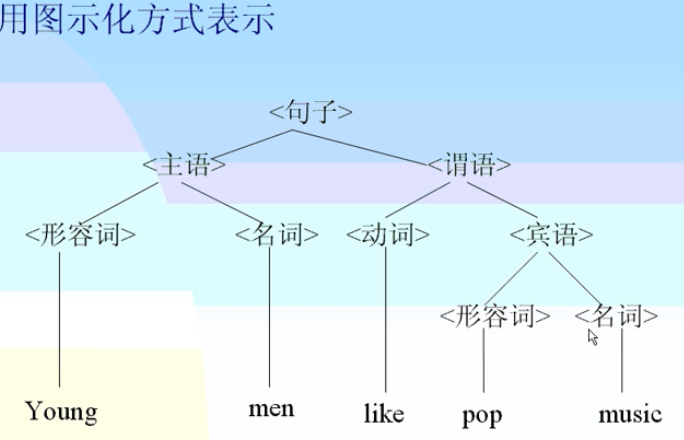 用图示化方式表示
<句子>
<主语> <谓语>
<形容词> <名词> <动词> <宾语>
<形容词> <名词>
Young men like pop music